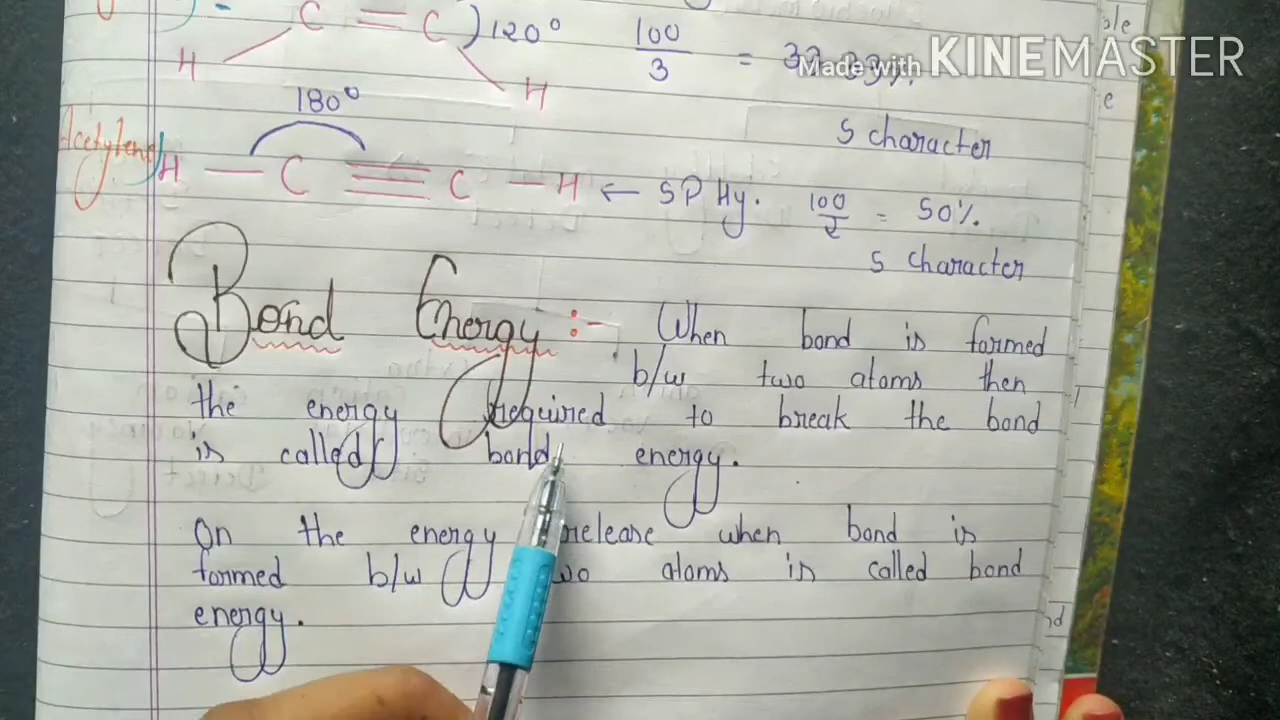 C = C ) 120° 100/3 = 33.33%
H H
Made with KINEMASTER
180°
s character
Acetylene H — C ≡ C — H ← SP Hy. 100/2 = 50%
s character
Bond Energy :- When bond is formed
b/w two atoms then
the energy required to break the bond
is called bond energy.
On the energy release when bond is
formed b/w two atoms is called bond
energy.